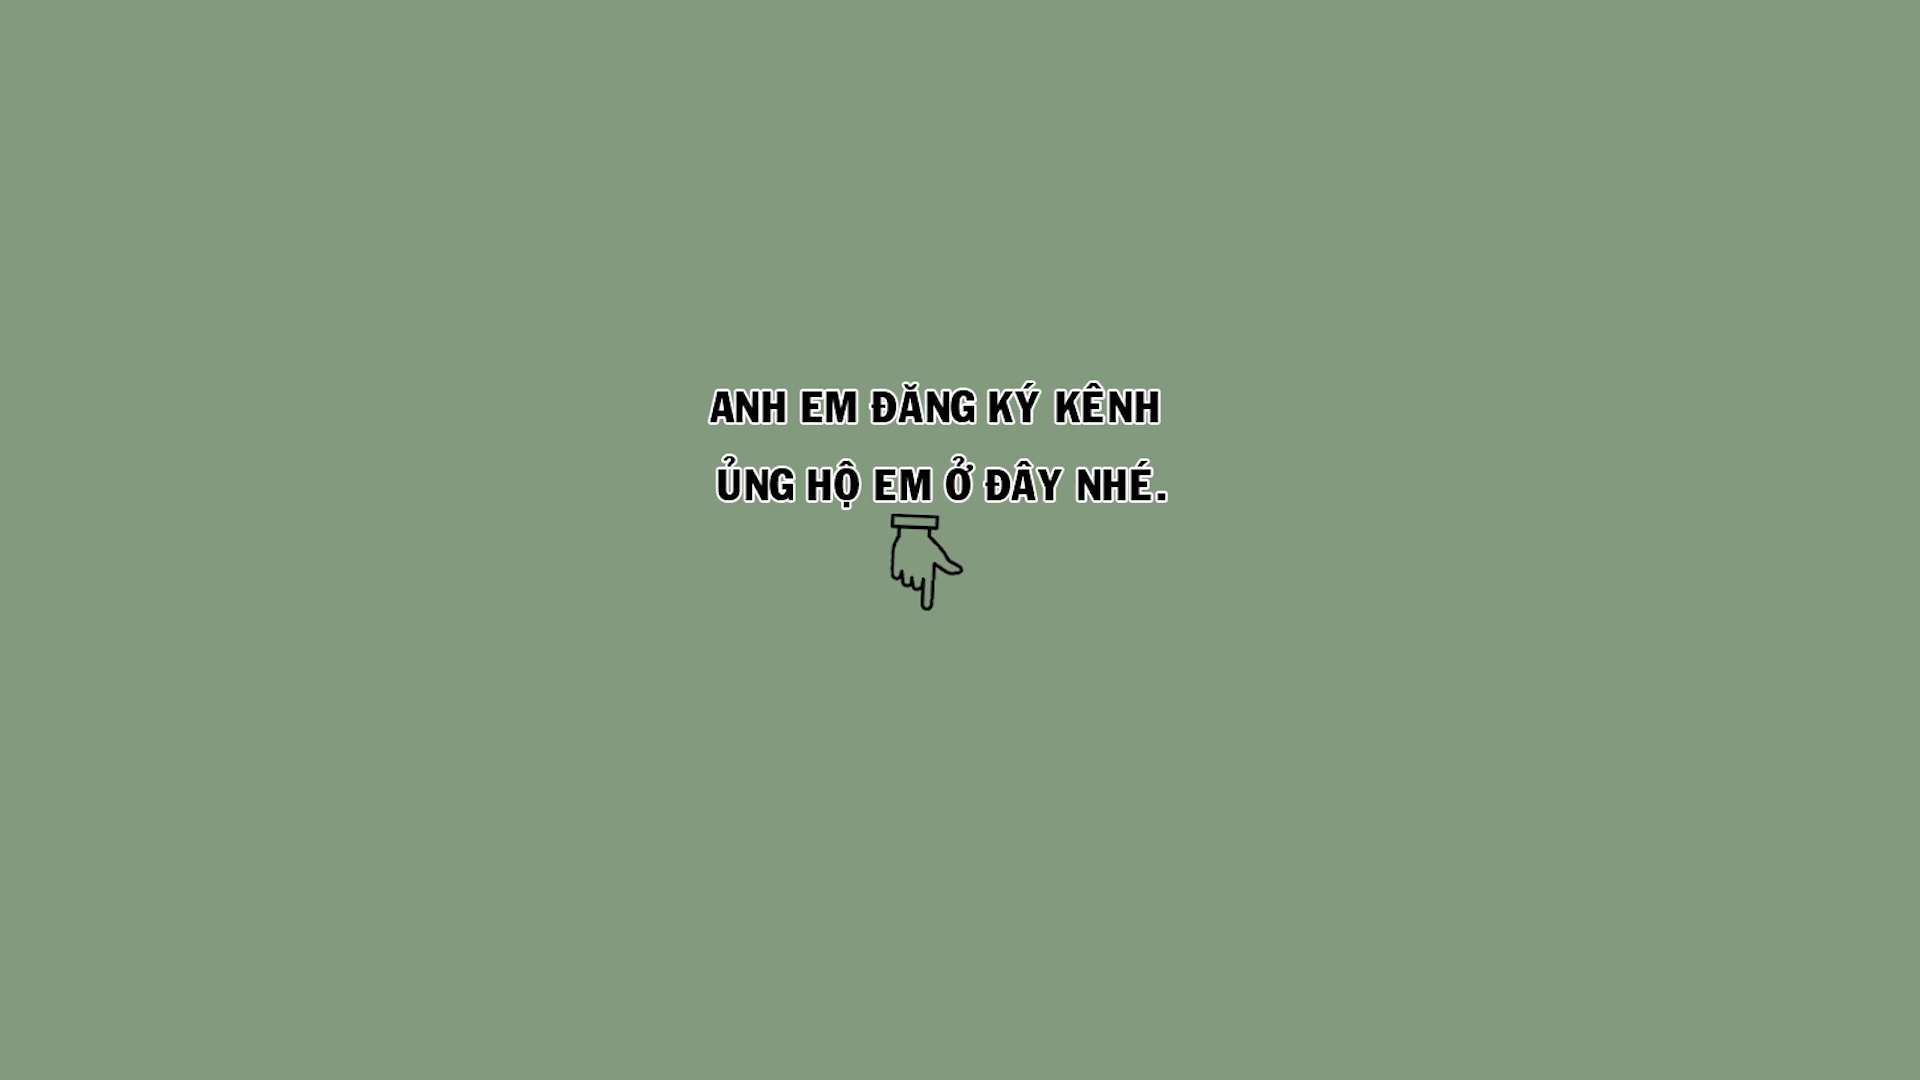 ANH EM ĐĂNG KÝ KÊNH
ỦNG HỘ EM Ở ĐÂY NHÉ.